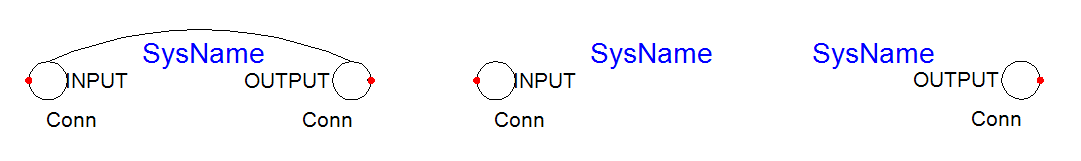 SysName SysName SysName
INPUT OUTPUT INPUT OUTPUT
Conn Conn Conn Conn